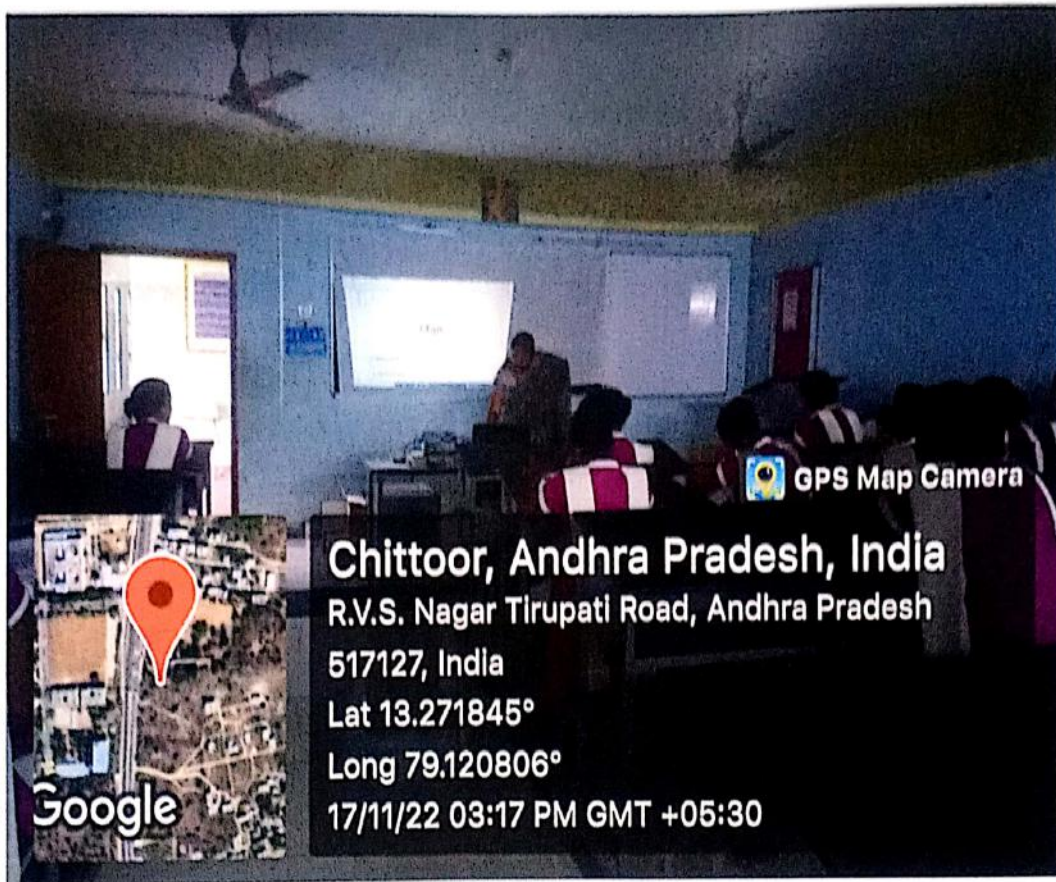 GPS Map Camera
Chittoor, Andhra Pradesh, India
R.V.S. Nagar Tirupati Road, Andhra Pradesh
517127, India
Lat 13.271845°
Long 79.120806°
17/11/22 03:17 PM GMT +05:30
Google